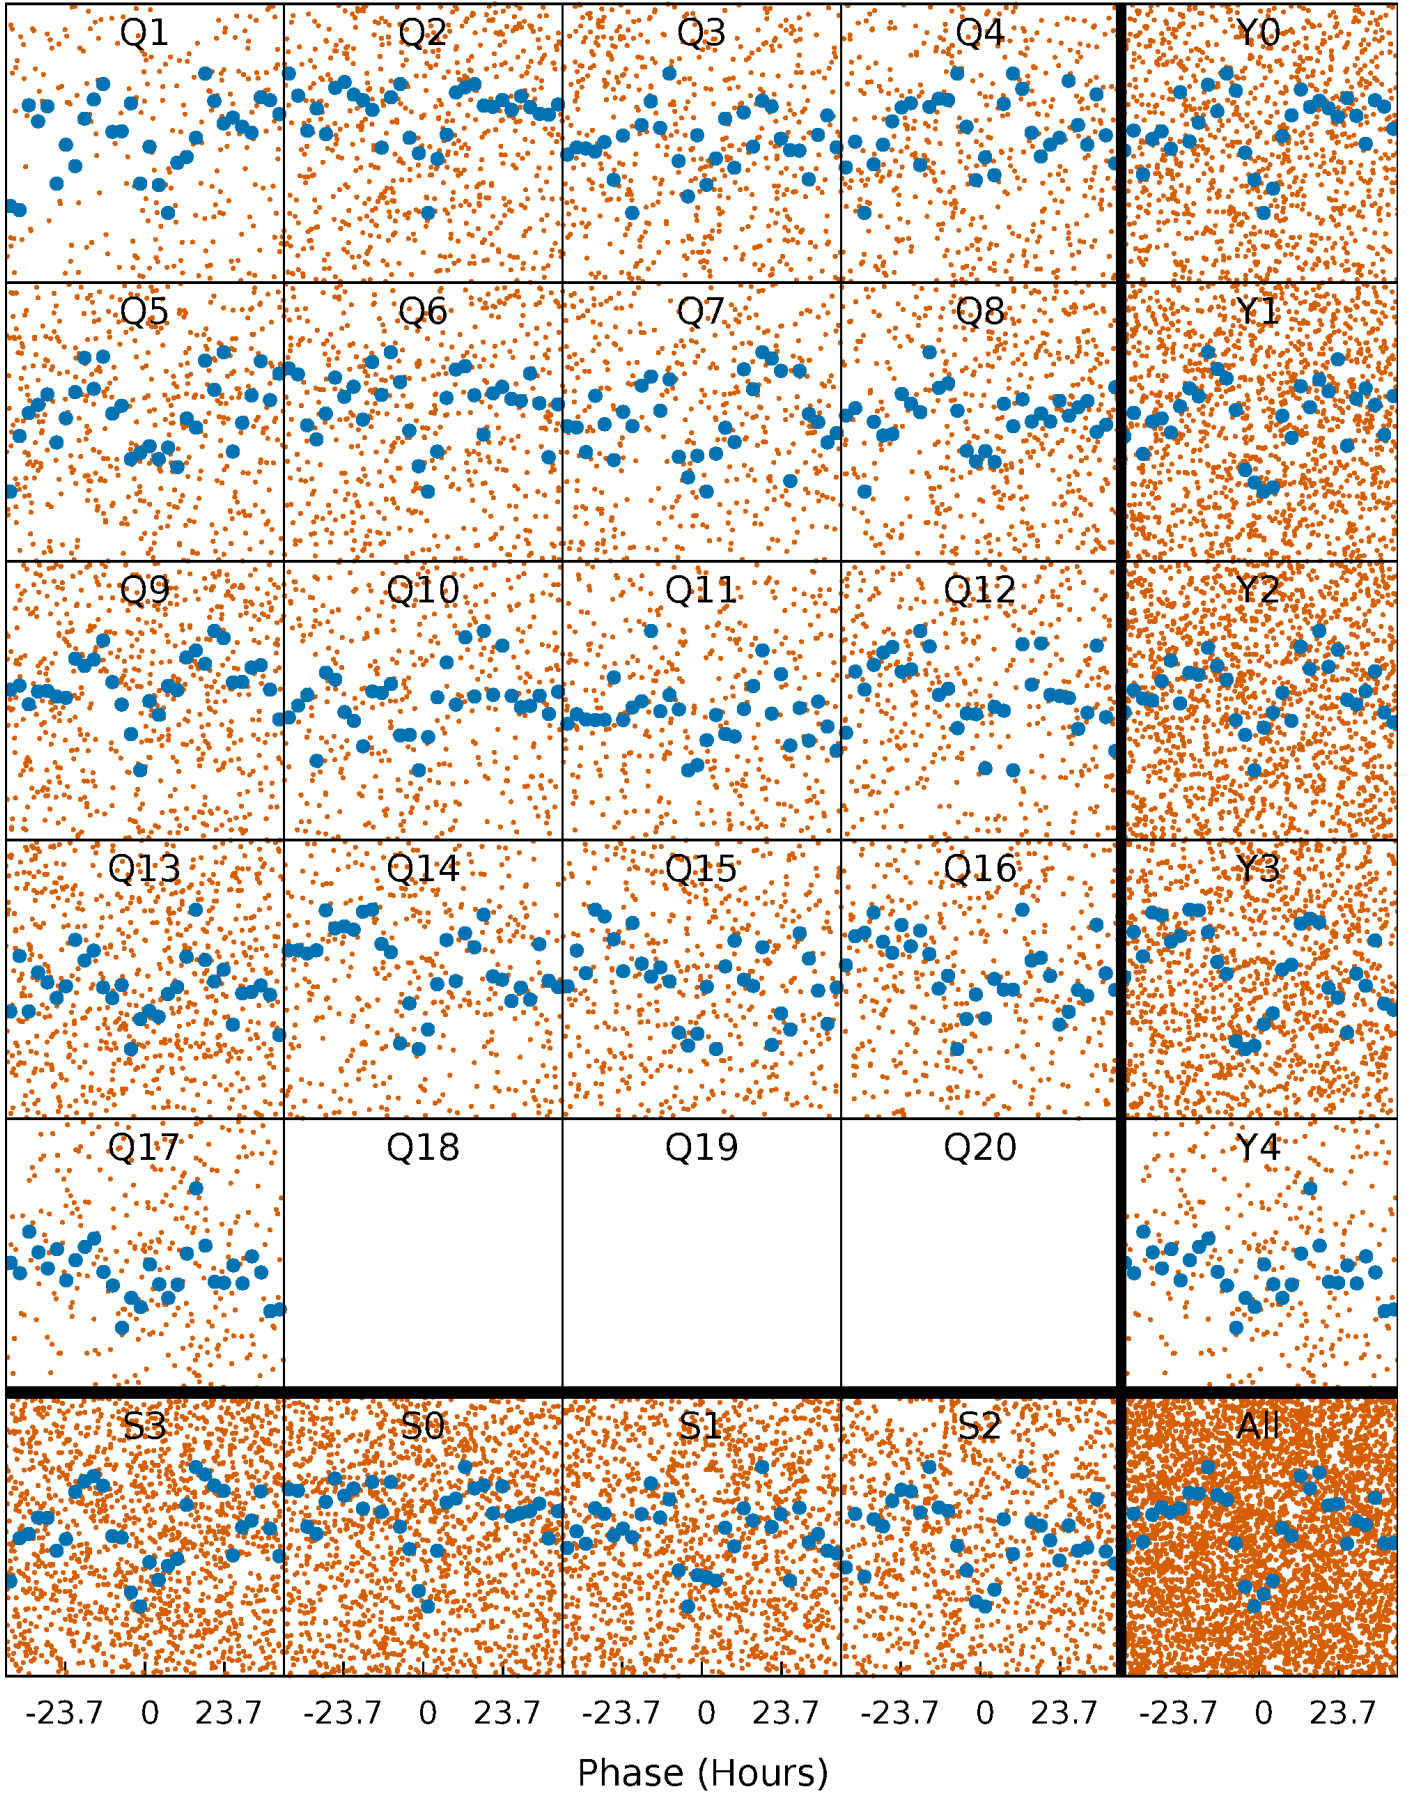 Q1 Q2 Q3 Q4 Y0
Q5 Q6 Q7 Q8 Y1
Q9 Q10 Q11 Q12 Y2
Q13 Q14 Q15 Q16 Y3
Q17 Q18 Q19 Q20 Y4
S3 S0 S1 S2 All
-23.7 0 23.7 -23.7 0 23.7 -23.7 0 23.7 -23.7 0 23.7 -23.7 0 23.7
Phase (Hours)